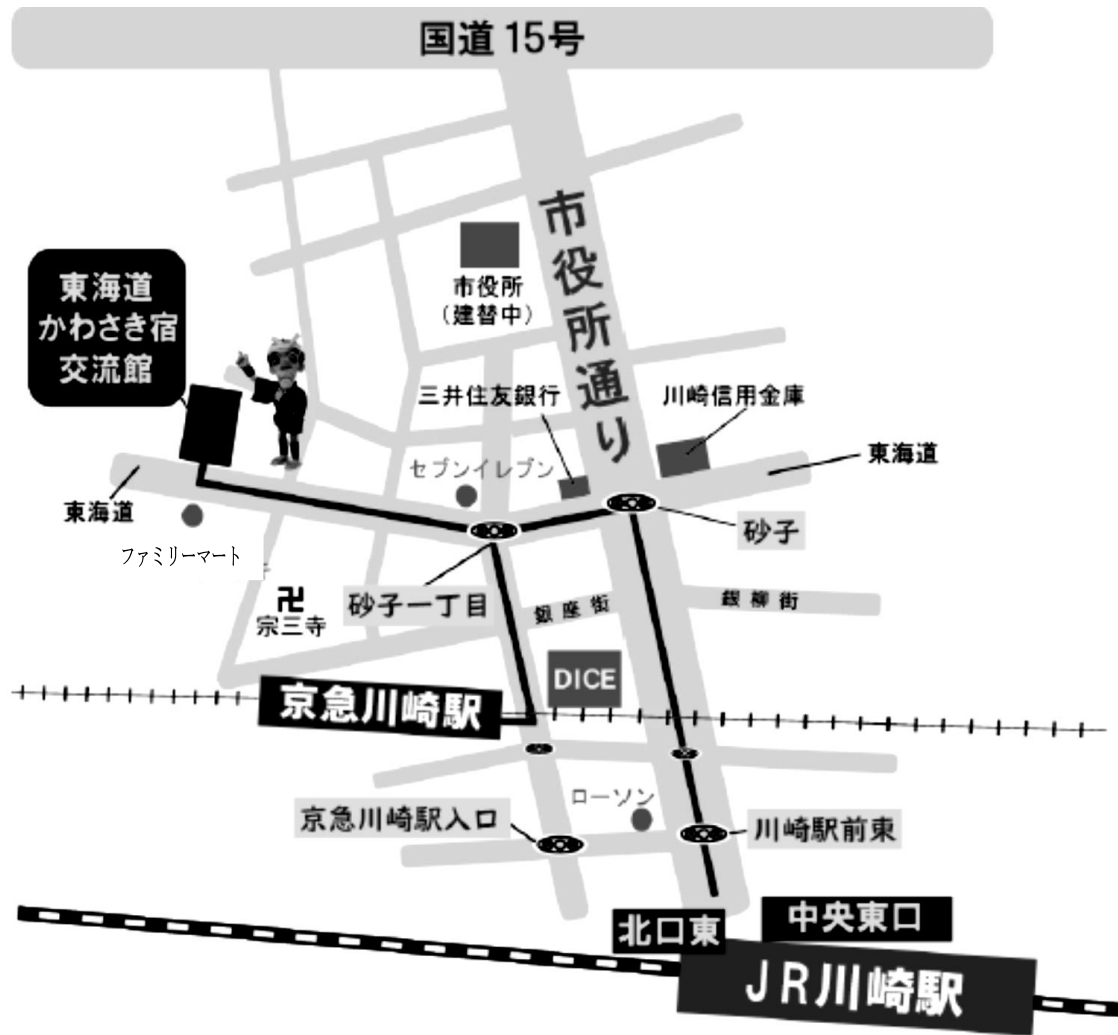 国道15号
市役所通り
市役所
（建替中）
東海道
かわさき宿
交流館
三井住友銀行
川崎信用金庫
東海道
セブンイレブン
東海道
砂子
ファミリーマート
砂子一丁目
卍
宗三寺
銀座街
銀柳街
DICE
京急川崎駅
ローソン
京急川崎駅入口
川崎駅前東
北口東
中央東口
JR川崎駅